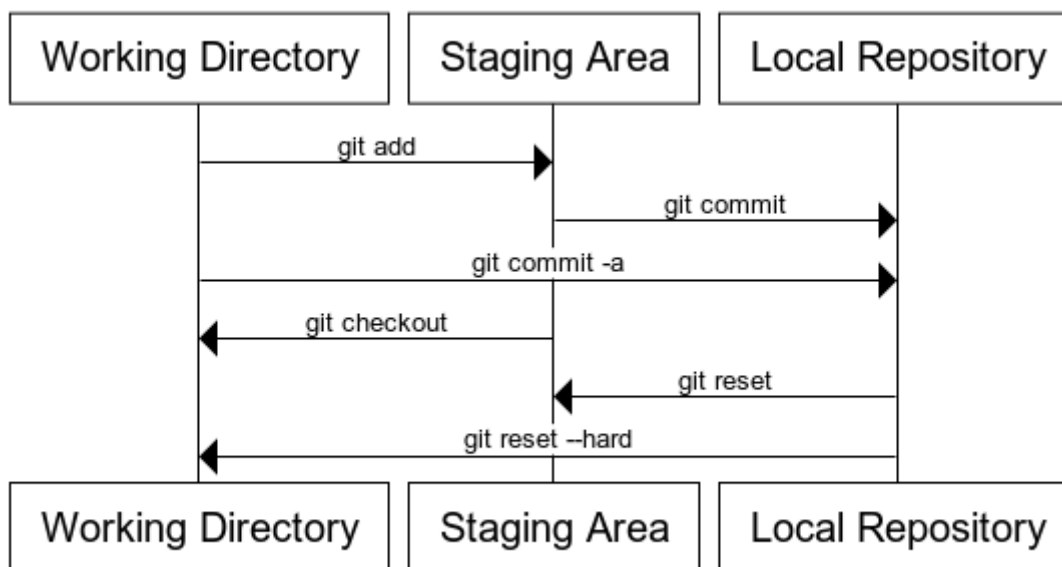 Working Directory
Staging Area
Local Repository
git add
git commit
git commit -a
git checkout
git reset
git reset --hard
Working Directory
Staging Area
Local Repository